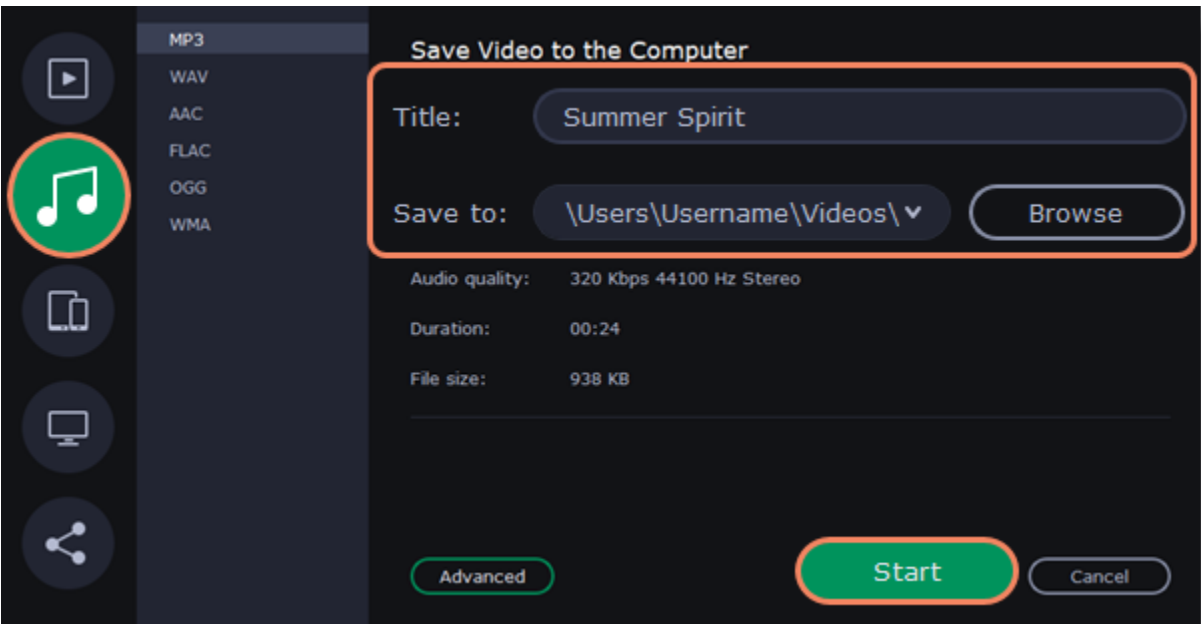 MP3
WAV
AAC
FLAC
OGG
WMA
Save Video to the Computer
Title: Summer Spirit
Save to: \Users\Username\Videos\ Browse
Audio quality: 320 Kbps 44100 Hz Stereo
Duration: 00:24
File size: 938 KB
Advanced Start Cancel